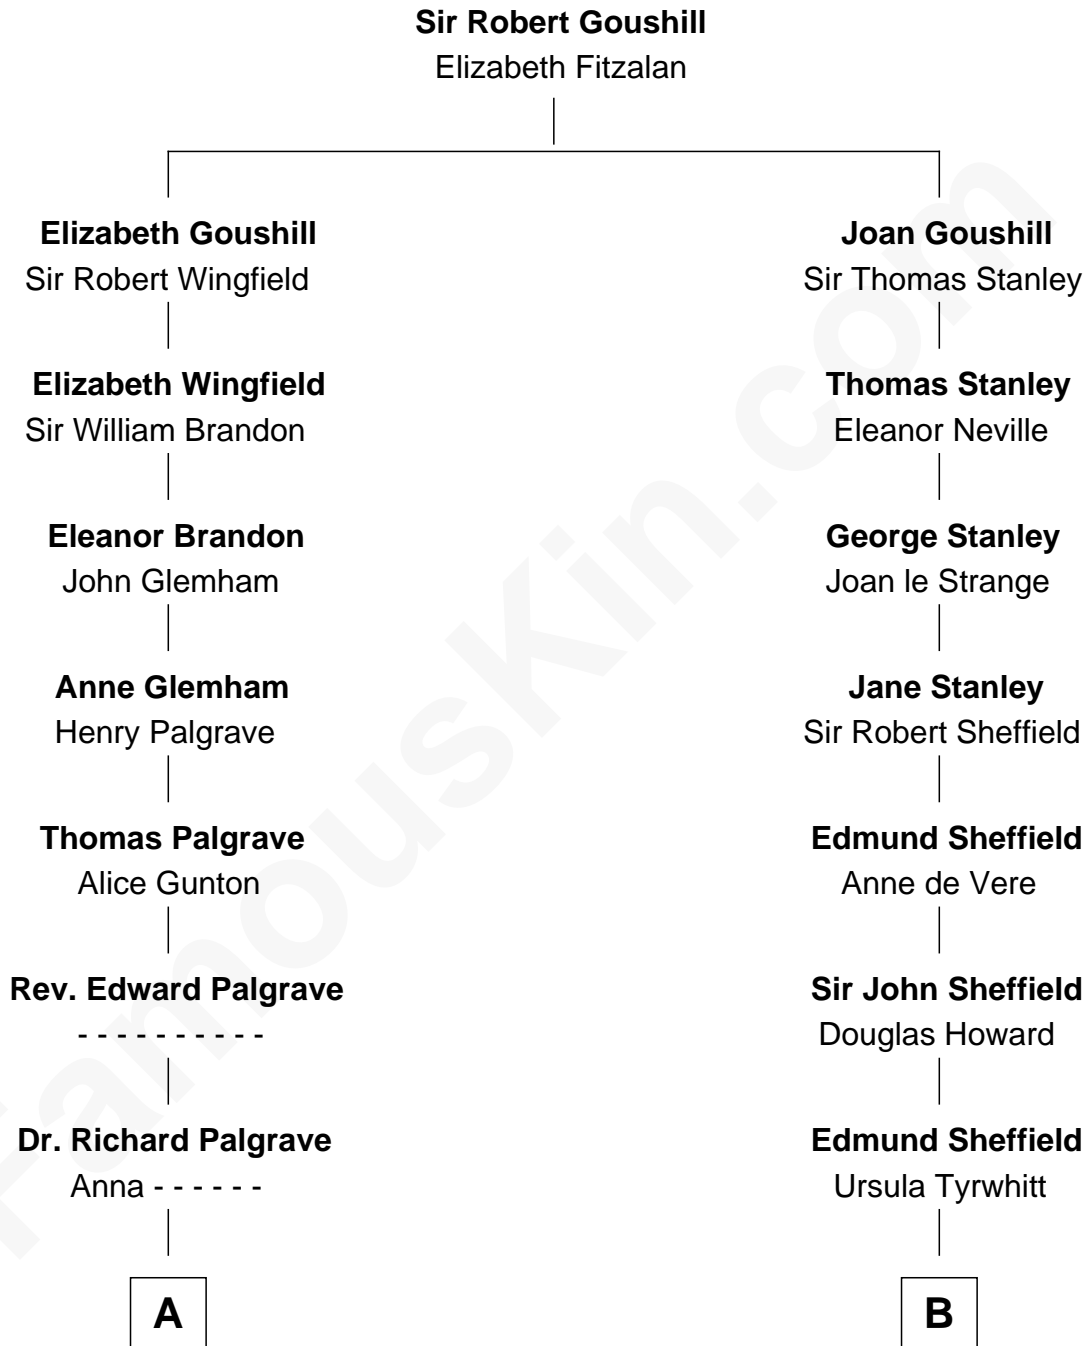 Sir Robert Goushill
Elizabeth Fitzalan
Elizabeth Goushill
Sir Robert Wingfield
Joan Goushill
Sir Thomas Stanley
Elizabeth Wingfield
Sir William Brandon
Thomas Stanley
Eleanor Neville
Eleanor Brandon
John Glemham
George Stanley
Joan le Strange
Anne Glemham
Henry Palgrave
Jane Stanley
Sir Robert Sheffield
Thomas Palgrave
Alice Gunton
Edmund Sheffield
Anne de Vere
Rev. Edward Palgrave
- - - - - - - - - -
Sir John Sheffield
Douglas Howard
Dr. Richard Palgrave
Anna - - - - - -
Edmund Sheffield
Ursula Tyrwhitt
A
B
FamousKin.com